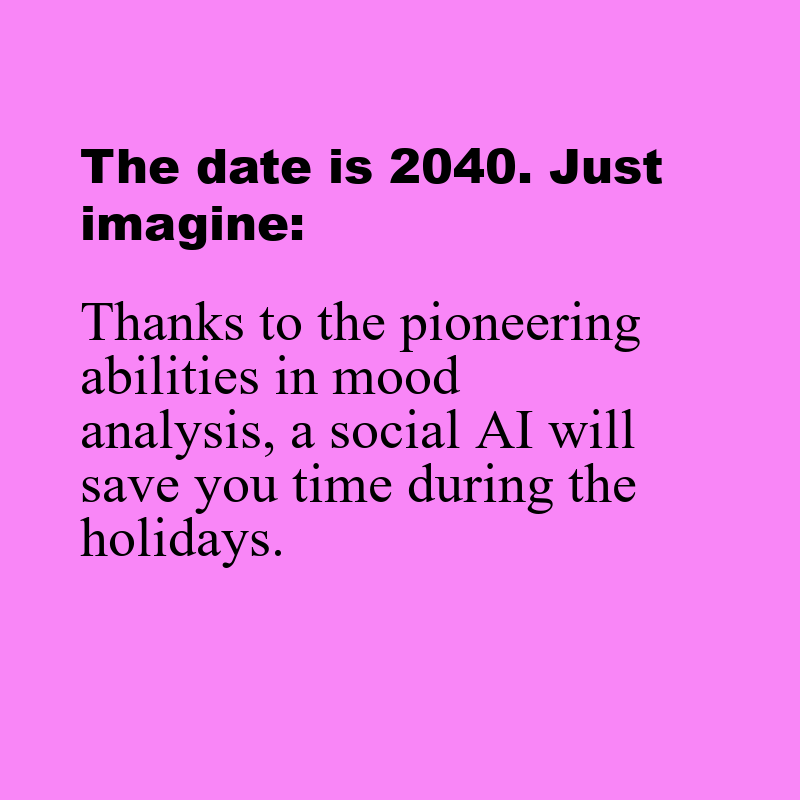 The date is 2040. Just
imagine:
Thanks to the pioneering
abilities in mood
analysis, a social AI will
save you time during the
holidays.